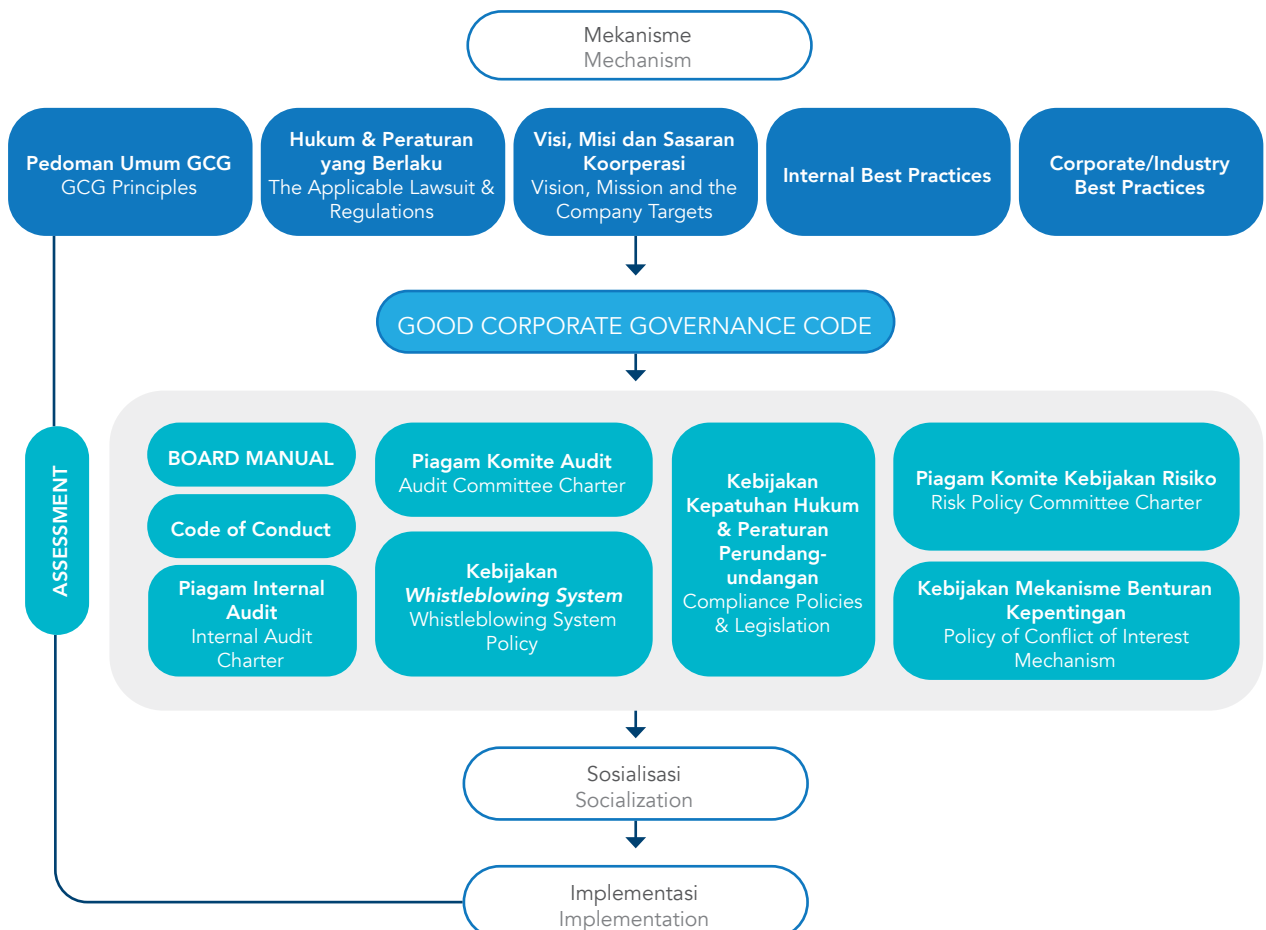 Mekanisme
Mechanism
Pedoman Umum GCG
GCG Principles
Hukum & Peraturan
yang Berlaku
The Applicable Lawsuit &
Regulations
Visi, Misi dan Sasaran
Koorperasi
Vision, Mission and the
Company Targets
Internal Best Practices
Corporate/Industry
Best Practices
GOOD CORPORATE GOVERNANCE CODE
ASSESSMENT
BOARD MANUAL
Code of Conduct
Piagam Internal
Audit
Internal Audit
Charter
Piagam Komite Audit
Audit Committee Charter
Kebijakan
Whistleblowing System
Whistleblowing System
Policy
Kebijakan
Kepatuhan Hukum
& Peraturan
Perundang-
undangan
Compliance Policies
& Legislation
Piagam Komite Kebijakan Risiko
Risk Policy Committee Charter
Kebijakan Mekanisme Benturan
Kepentingan
Policy of Conflict of Interest
Mechanism
Sosialisasi
Socialization
Implementasi
Implementation